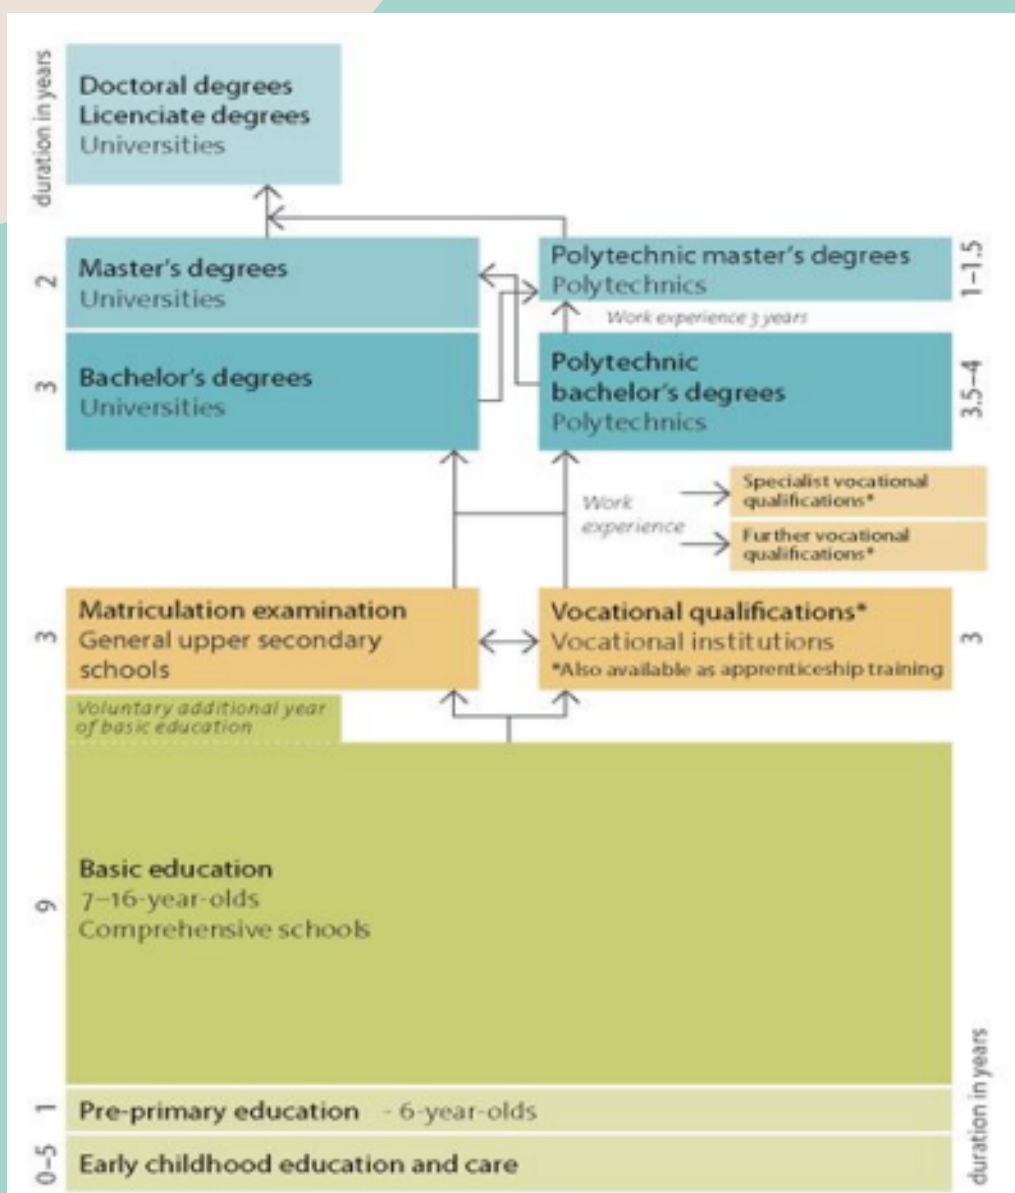 duration in years
Doctoral degrees
Licenciate degrees
Universities
2
Master's degrees
Universities
Polytechnic master's degrees
Polytechnics
1–1.5
Work experience 3 years
3
Bachelor's degrees
Universities
Polytechnic
bachelor's degrees
Polytechnics
3.5–4
Work
experience
Specialist vocational
qualifications*
Further vocational
qualifications*
3
Matriculation examination
General upper secondary
schools
Vocational qualifications*
Vocational institutions
*Also available as apprenticeship training
3
Voluntary additional year
of basic education
9
Basic education
7–16-year-olds
Comprehensive schools
1
Pre-primary education - 6-year-olds
0–5
Early childhood education and care
duration in years